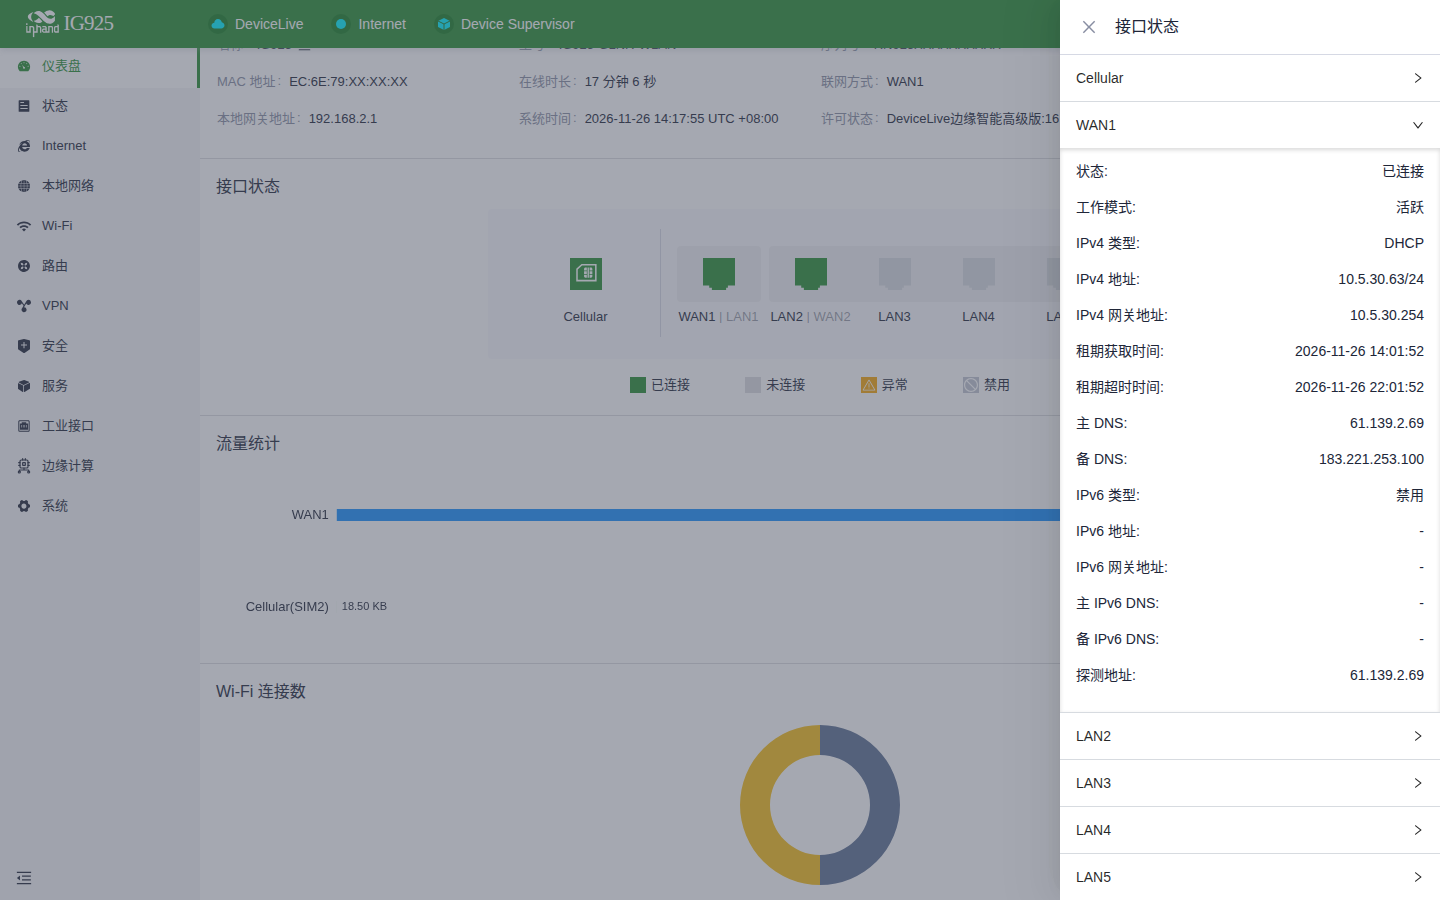 inhand IG925
DeviceLive
Internet
Device Supervisor
MAC 地址: EC:6E:79:XX:XX:XX
在线时长: 17 分钟 6 秒
联网方式: WAN1
本地网关地址: 192.168.2.1
系统时间: 2026-11-26 14:17:55 UTC +08:00
许可状态: DeviceLive边缘智能高级版:16
仪表盘
状态
Internet
本地网络
Wi-Fi
路由
VPN
安全
服务
工业接口
边缘计算
系统
接口状态
Cellular
WAN1 | LAN1
LAN2 | WAN2
LAN3
LAN4
已连接
未连接
异常
禁用
流量统计
WAN1
Cellular(SIM2) 18.50 KB
Wi-Fi 连接数
接口状态
Cellular
WAN1
状态: 已连接
工作模式: 活跃
IPv4 类型: DHCP
IPv4 地址: 10.5.30.63/24
IPv4 网关地址: 10.5.30.254
租期获取时间: 2026-11-26 14:01:52
租期超时时间: 2026-11-26 22:01:52
主 DNS: 61.139.2.69
备 DNS: 183.221.253.100
IPv6 类型: 禁用
IPv6 地址: -
IPv6 网关地址: -
主 IPv6 DNS: -
备 IPv6 DNS: -
探测地址: 61.139.2.69
LAN2
LAN3
LAN4
LAN5